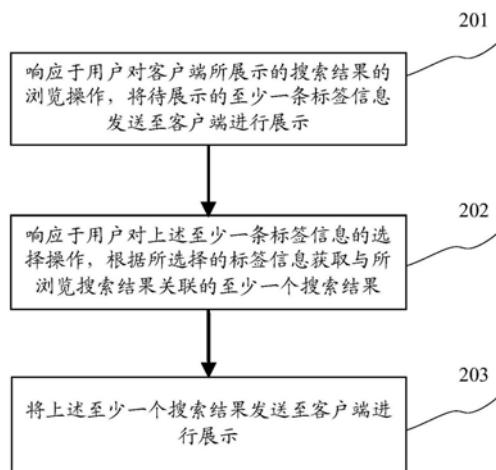 201
响应于用户对客户端所展示的搜索结果的
浏览操作，将待展示的至少一条标签信息
发送至客户端进行展示
202
响应于用户对上述至少一条标签信息的选
择操作，根据所选择的标签信息获取与所
浏览搜索结果关联的至少一个搜索结果
203
将上述至少一个搜索结果发送至客户端进
行展示